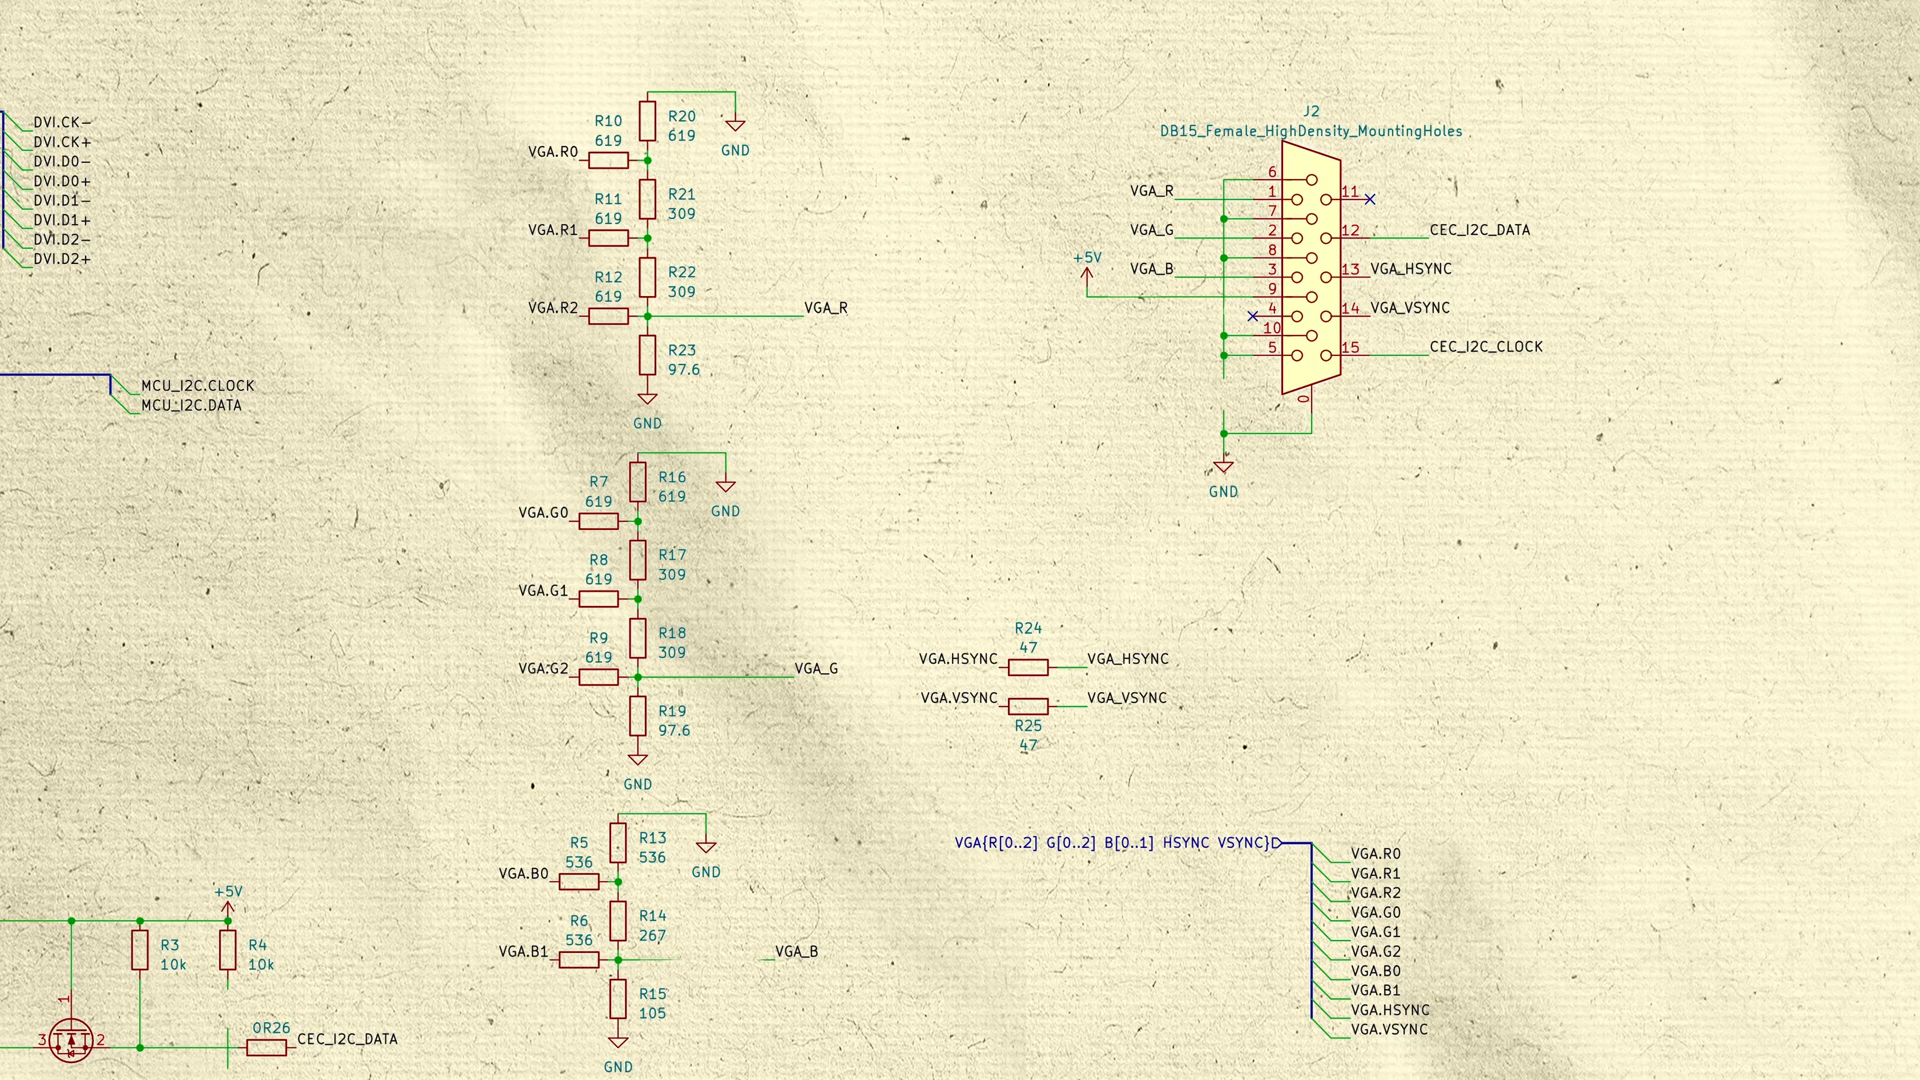 DVI.CK-
DVI.CK+
DVI.D0-
DVI.D0+
DVI.D1-
DVI.D1+
DVI.D2-
DVI.D2+
MCU_I2C.CLOCK
MCU_I2C.DATA
+5V
R3
10k
R4
10k
1
3
2
0R26
CEC_I2C_DATA
R20
619
GND
R10
619
VGA.R0
R21
309
R11
619
VGA.R1
R22
309
R12
619
VGA.R2
VGA_R
R23
97.6
GND
R16
619
GND
R7
619
VGA.G0
R17
309
R8
619
VGA.G1
R18
309
R9
619
VGA.G2
VGA_G
R19
97.6
GND
R13
536
GND
R5
536
VGA.B0
R14
267
R6
536
VGA.B1
VGA_B
R15
105
GND
J2
DB15_Female_HighDensity_MountingHoles
6
VGA_R
1
11
7
VGA_G
2
12
CEC_I2C_DATA
8
+5V
VGA_B
3
13
VGA_HSYNC
9
4
14
VGA_VSYNC
10
5
15
CEC_I2C_CLOCK
0
GND
R24
47
VGA.HSYNC
VGA_HSYNC
VGA.VSYNC
VGA_VSYNC
R25
47
VGA{R[0..2] G[0..2] B[0..1] HSYNC VSYNC}
VGA.R0
VGA.R1
VGA.R2
VGA.G0
VGA.G1
VGA.G2
VGA.B0
VGA.B1
VGA.HSYNC
VGA.VSYNC